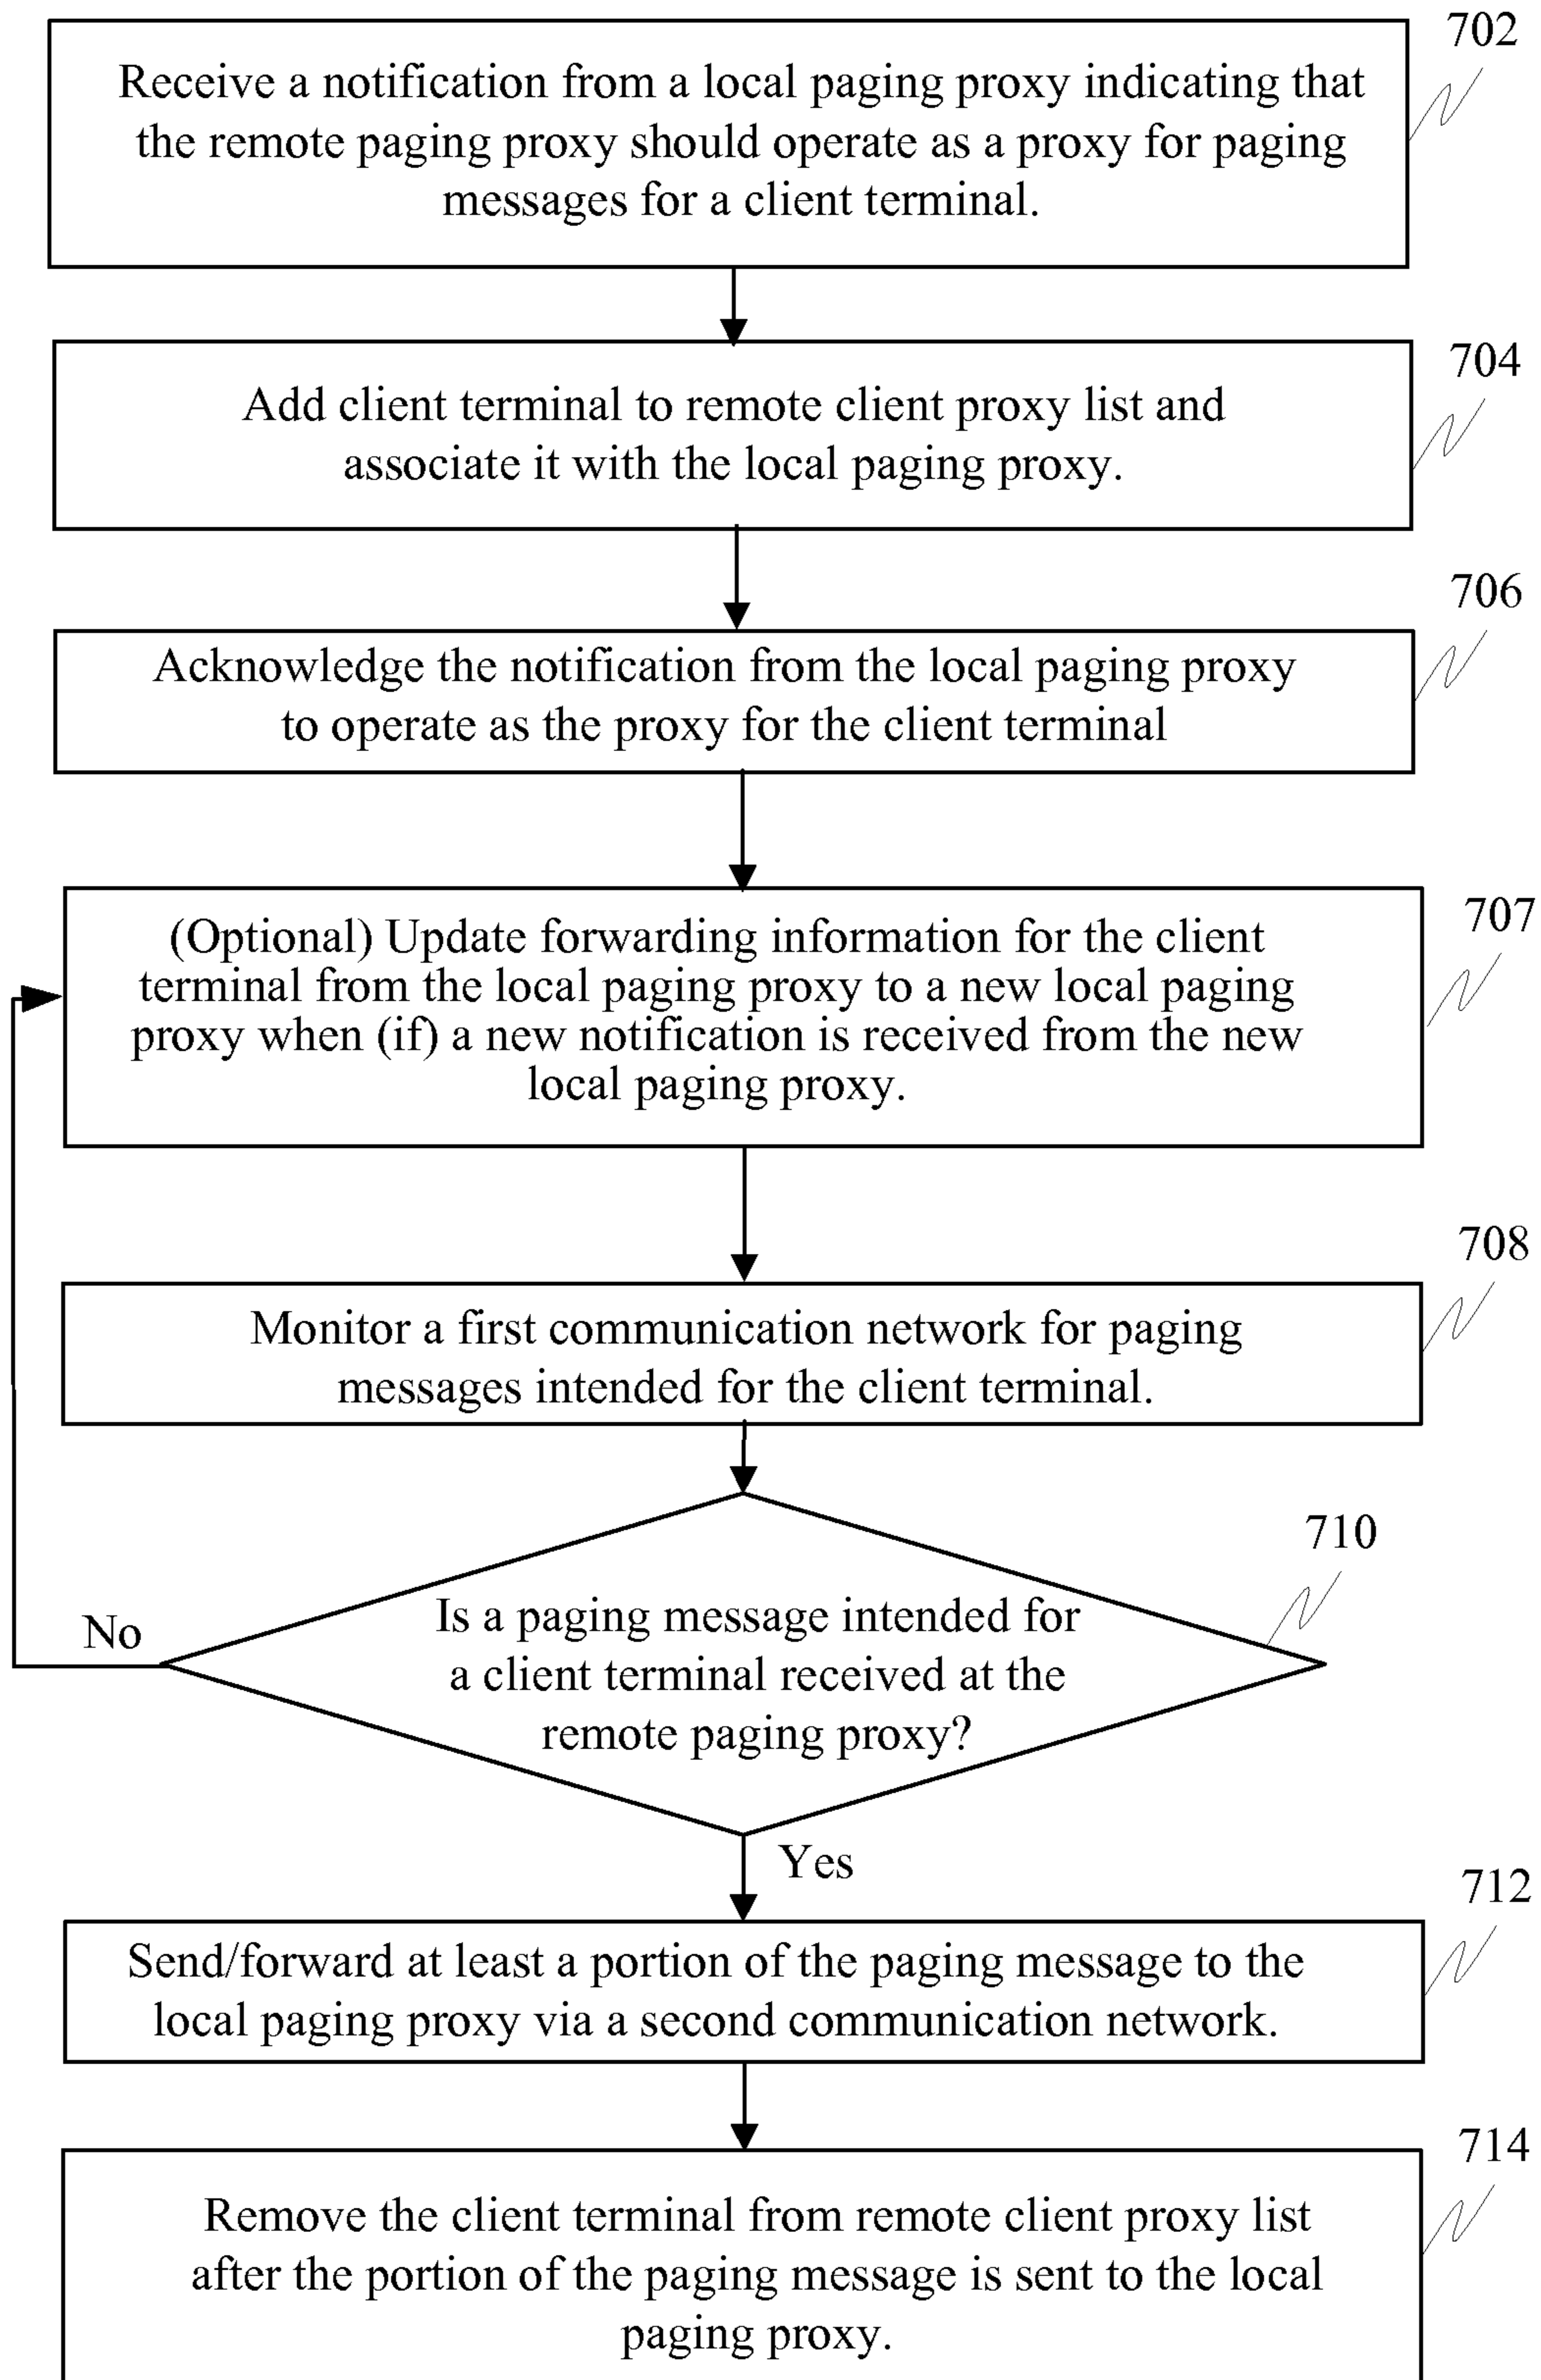 702
Receive a notification from a local paging proxy indicating that
the remote paging proxy should operate as a proxy for paging
messages for a client terminal.
704
Add client terminal to remote client proxy list and
associate it with the local paging proxy.
706
Acknowledge the notification from the local paging proxy
to operate as the proxy for the client terminal
707
(Optional) Update forwarding information for the client
terminal from the local paging proxy to a new local paging
proxy when (if) a new notification is received from the new
local paging proxy.
708
Monitor a first communication network for paging
messages intended for the client terminal.
710
Is a paging message intended for
a client terminal received at the
remote paging proxy?
No
Yes
712
Send/forward at least a portion of the paging message to the
local paging proxy via a second communication network.
714
Remove the client terminal from remote client proxy list
after the portion of the paging message is sent to the local
paging proxy.